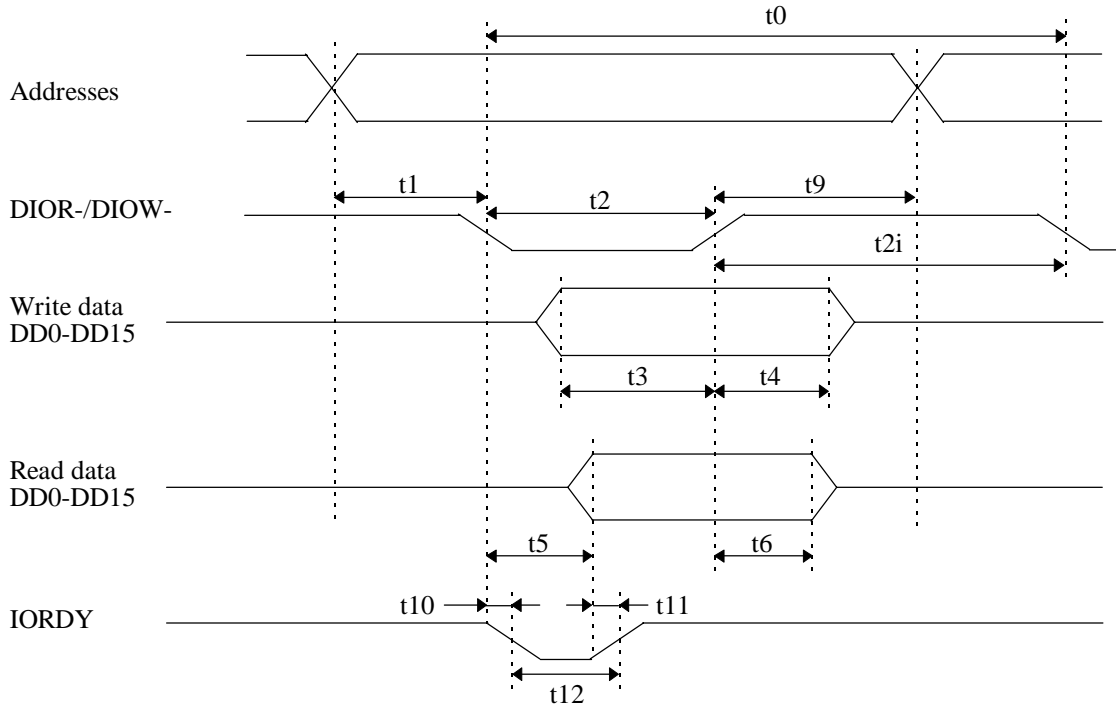 t0
Addresses
t1
t2
t9
DIOR-/DIOW-
t2i
Write data
DD0-DD15
t3
t4
Read data
DD0-DD15
t5
t6
t10
t11
IORDY
t12